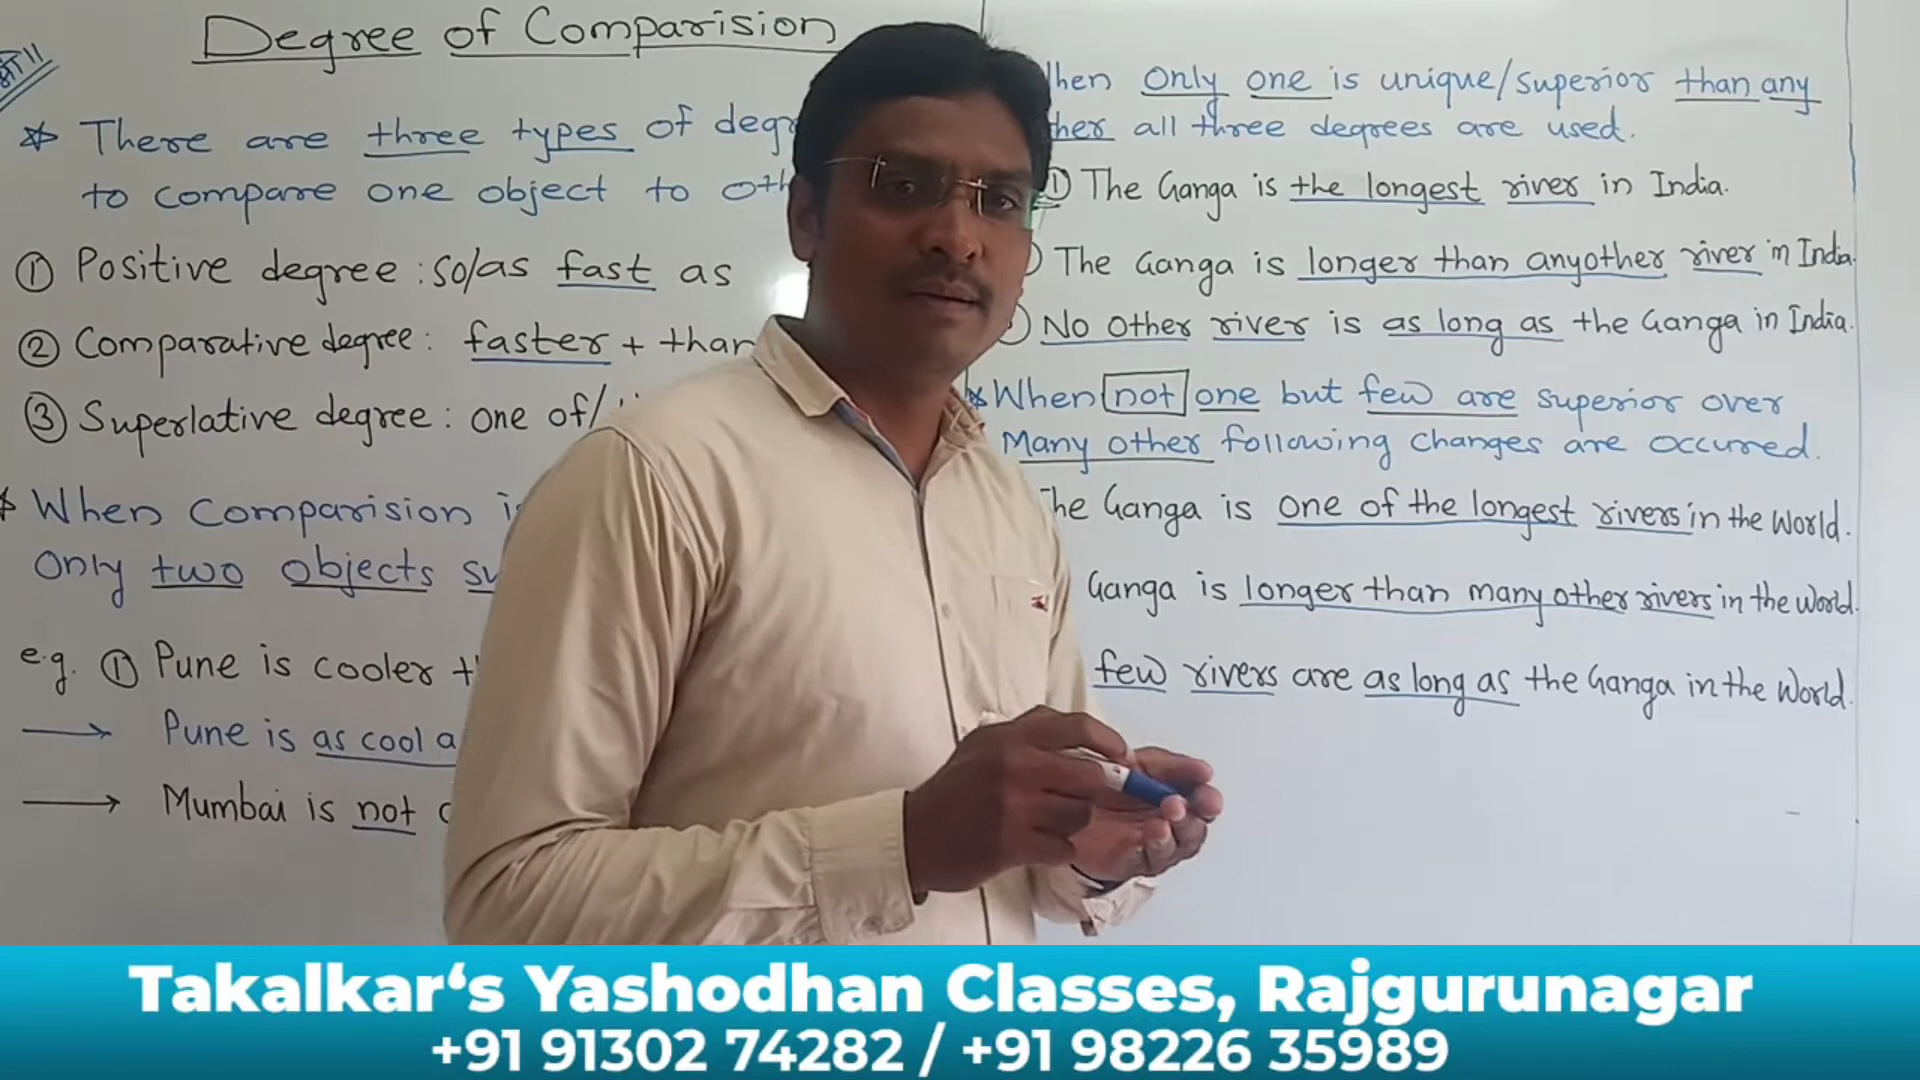 Degree of Comparision
★ There are three types of
to compare one object to
① Positive degree : so/as fast as
② Comparative degree : faster + than
③ Superlative degree : one of/
When Comparision
Only two objects
e.g. ① Pune is cooler
→ Pune is as cool
→ Mumbai is not
Only one is unique/superior than any
all three degrees are used.
① The Ganga is the longest river in India.
The Ganga is longer than anyother river in India.
No other river is as long as the Ganga in India.
When not one but few are superior over
Many other following changes are occurred.
The Ganga is one of the longest rivers in the World.
Ganga is longer than many other rivers in the World.
few rivers are as long as the Ganga in the World.
Takalkar‘s Yashodhan Classes, Rajgurunagar
+91 91302 74282 / +91 98226 35989